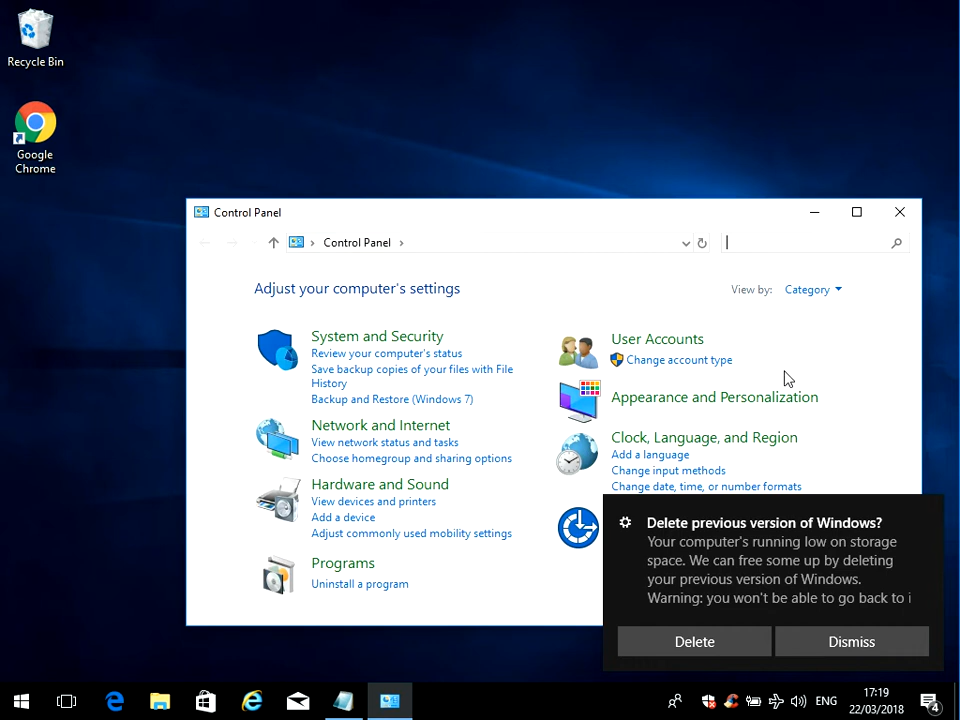 Recycle Bin
Google
Chrome
Control Panel
Control Panel
Adjust your computer's settings
View by: Category
System and Security
Review your computer's status
Save backup copies of your files with File
History
Backup and Restore (Windows 7)
Network and Internet
View network status and tasks
Choose homegroup and sharing options
Hardware and Sound
View devices and printers
Add a device
Adjust commonly used mobility settings
Programs
Uninstall a program
User Accounts
Change account type
Appearance and Personalization
Clock, Language, and Region
Add a language
Change input methods
Change date, time, or number formats
Delete previous version of Windows?
Your computer's running low on storage
space. We can free some up by deleting
your previous version of Windows.
Warning: you won't be able to go back to i
Delete
Dismiss
ENG
17:19
22/03/2018
4